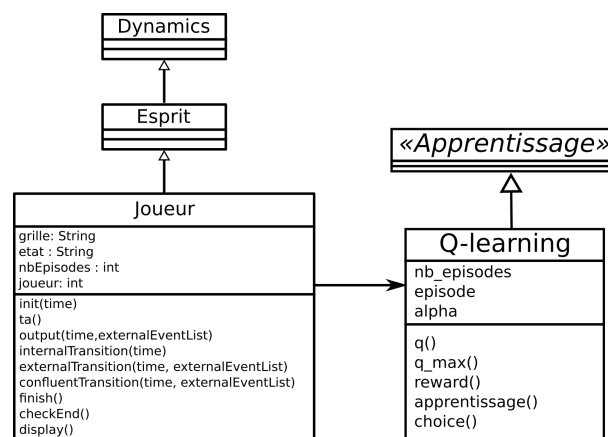 Dynamics
Esprit
Joueur
grille: String
etat : String
nbEpisodes : int
joueur: int
init(time)
ta()
output(time,externalEventList)
internalTransition(time)
externalTransition(time, externalEventList)
confluentTransition(time, externalEventList)
finish()
checkEnd()
display()
«Apprentissage»
Q-learning
nb_episodes
episode
alpha
q()
q_max()
reward()
apprentissage()
choice()